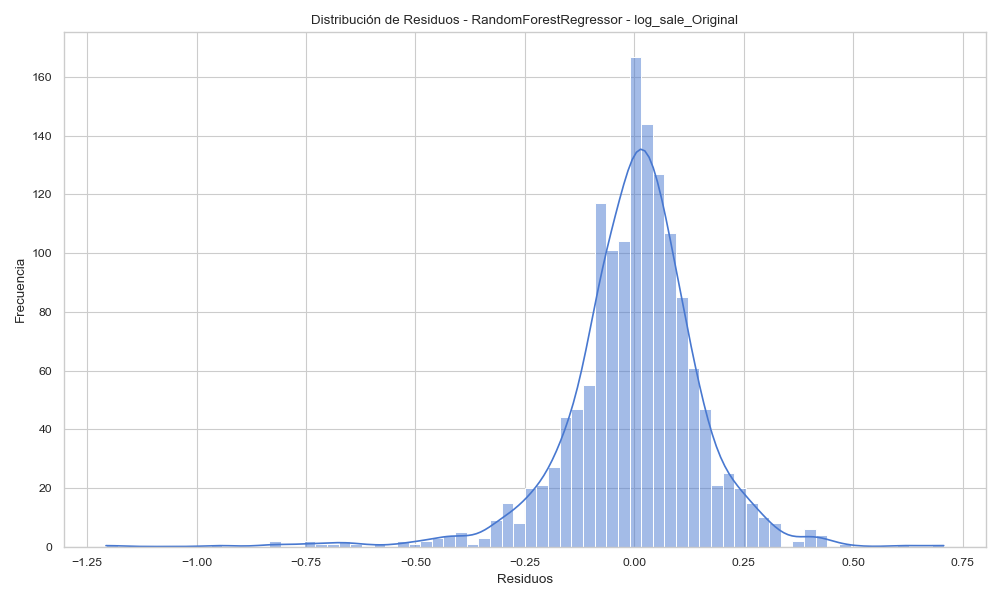 Distribución de Residuos - RandomForestRegressor - log_sale_Original
160
140
120
100
80
60
40
20
0
Frecuencia
−1.25 −1.00 −0.75 −0.50 −0.25 0.00 0.25 0.50 0.75
Residuos